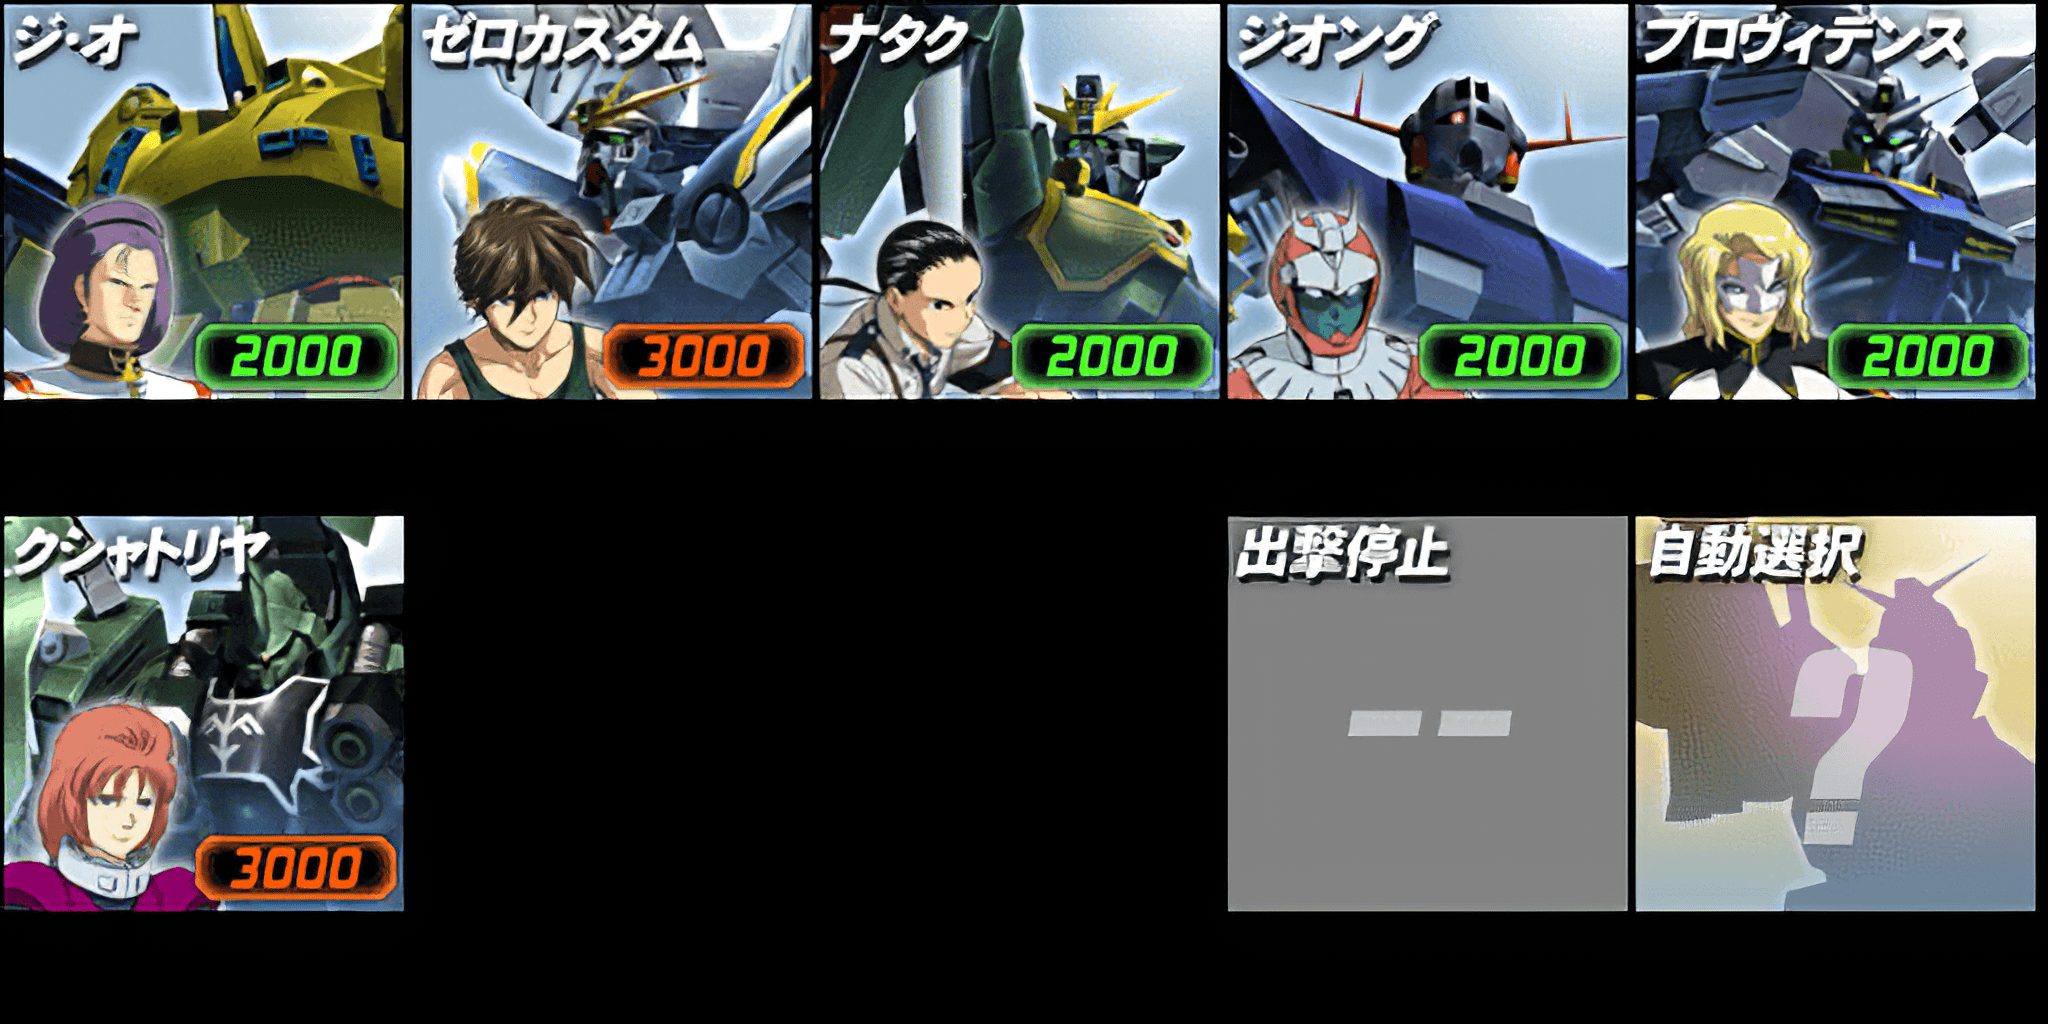 ジ・オ
2000
ゼロカスタム
3000
ナタク
2000
ジオング
2000
プロヴィデンス
2000
クシャトリヤ
3000
出撃停止
--
自動選択
?